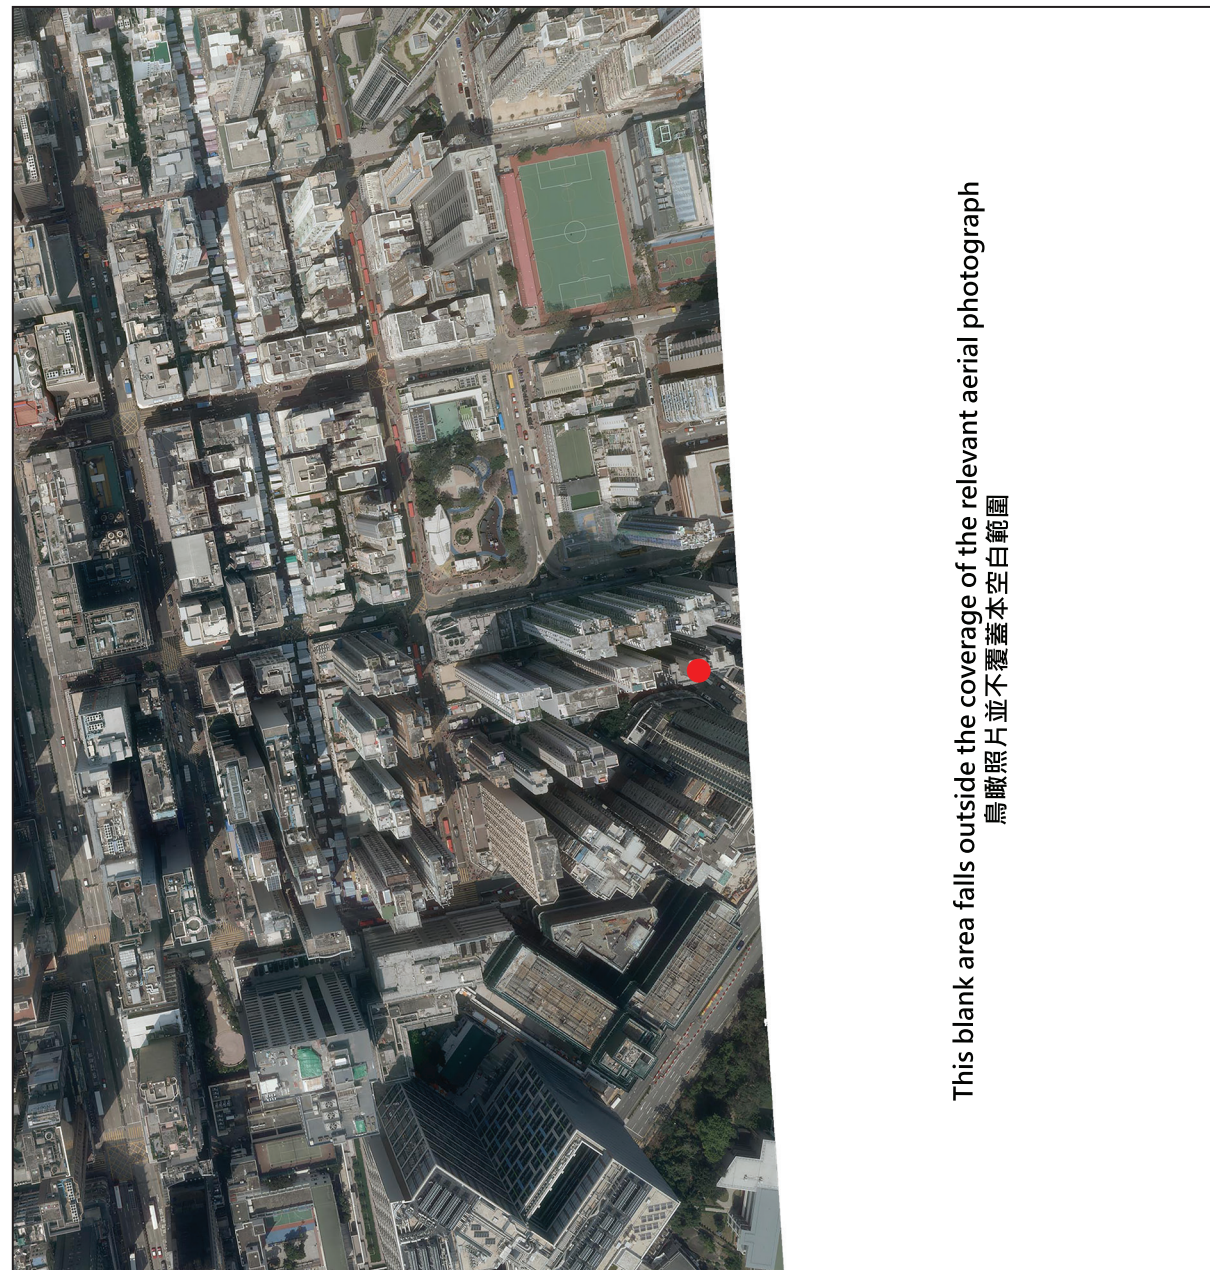 This blank area falls outside the coverage of the relevant aerial photograph
鳥瞰照片並不覆蓋本空白範圍